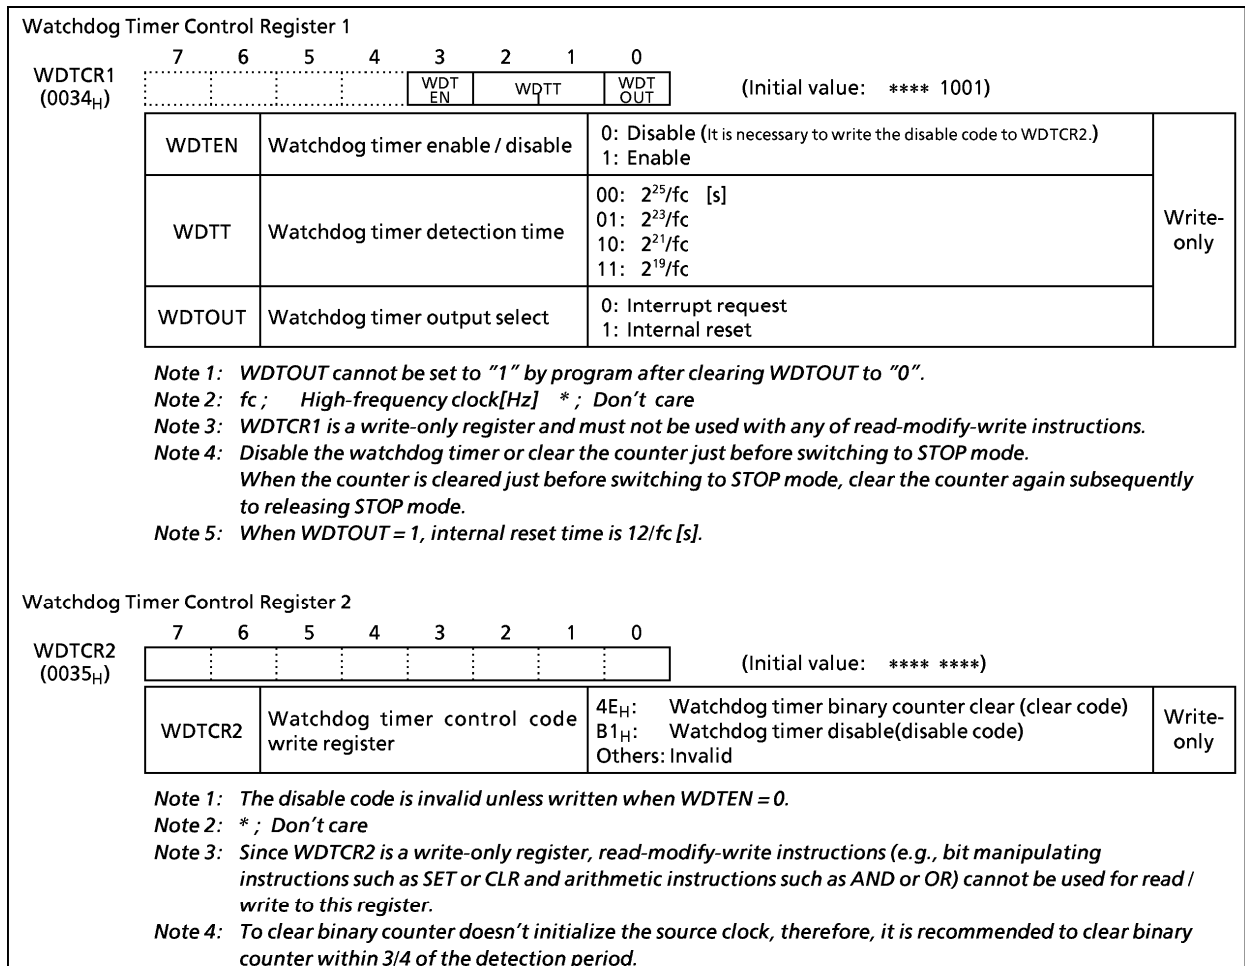 Watchdog Timer Control Register 1
7 6 5 4 3 2 1 0
WDTCR1
(0034H)
WDT
EN
WDTT
WDT
OUT
(Initial value: **** 1001)
WDTEN
Watchdog timer enable / disable
0: Disable (It is necessary to write the disable code to WDTCR2.)
1: Enable
WDTT
Watchdog timer detection time
00: 2²⁵/fc [s]
01: 2²³/fc
10: 2²¹/fc
11: 2¹⁹/fc
WDTOUT
Watchdog timer output select
0: Interrupt request
1: Internal reset
Write-
only
Note 1: WDTOUT cannot be set to "1" by program after clearing WDTOUT to "0".
Note 2: fc ; High-frequency clock[Hz] * ; Don't care
Note 3: WDTCR1 is a write-only register and must not be used with any of read-modify-write instructions.
Note 4: Disable the watchdog timer or clear the counter just before switching to STOP mode.
When the counter is cleared just before switching to STOP mode, clear the counter again subsequently
to releasing STOP mode.
Note 5: When WDTOUT = 1, internal reset time is 12/fc [s].
Watchdog Timer Control Register 2
7 6 5 4 3 2 1 0
WDTCR2
(0035H)
(Initial value: **** ****)
WDTCR2
Watchdog timer control code
write register
4EH: Watchdog timer binary counter clear (clear code)
B1H: Watchdog timer disable(disable code)
Others: Invalid
Write-
only
Note 1: The disable code is invalid unless written when WDTEN = 0.
Note 2: * ; Don't care
Note 3: Since WDTCR2 is a write-only register, read-modify-write instructions (e.g., bit manipulating
instructions such as SET or CLR and arithmetic instructions such as AND or OR) cannot be used for read /
write to this register.
Note 4: To clear binary counter doesn't initialize the source clock, therefore, it is recommended to clear binary
counter within 3/4 of the detection period.